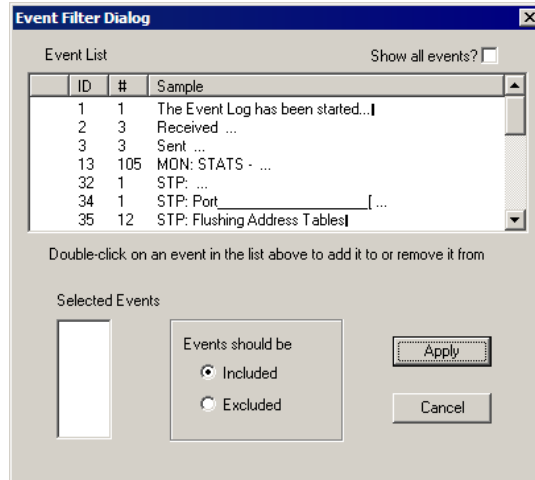 Event Filter Dialog
Event List Show all events?
ID # Sample
1 1 The Event Log has been started...
2 3 Received ...
3 3 Sent ...
13 105 MON: STATS - ...
32 1 STP: ...
34 1 STP: Port____________________[ ...
35 12 STP: Flushing Address Tables
Double-click on an event in the list above to add it to or remove it from
Selected Events
Events should be
Included
Excluded
Apply
Cancel